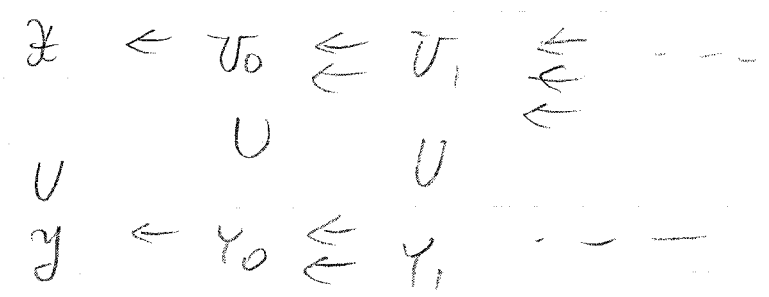 𝒳 ← U₀ ⇇ U₁ ⇚ - - -
∪ ∪ ∪
𝒴 ← Y₀ ⇇ Y₁ - - -